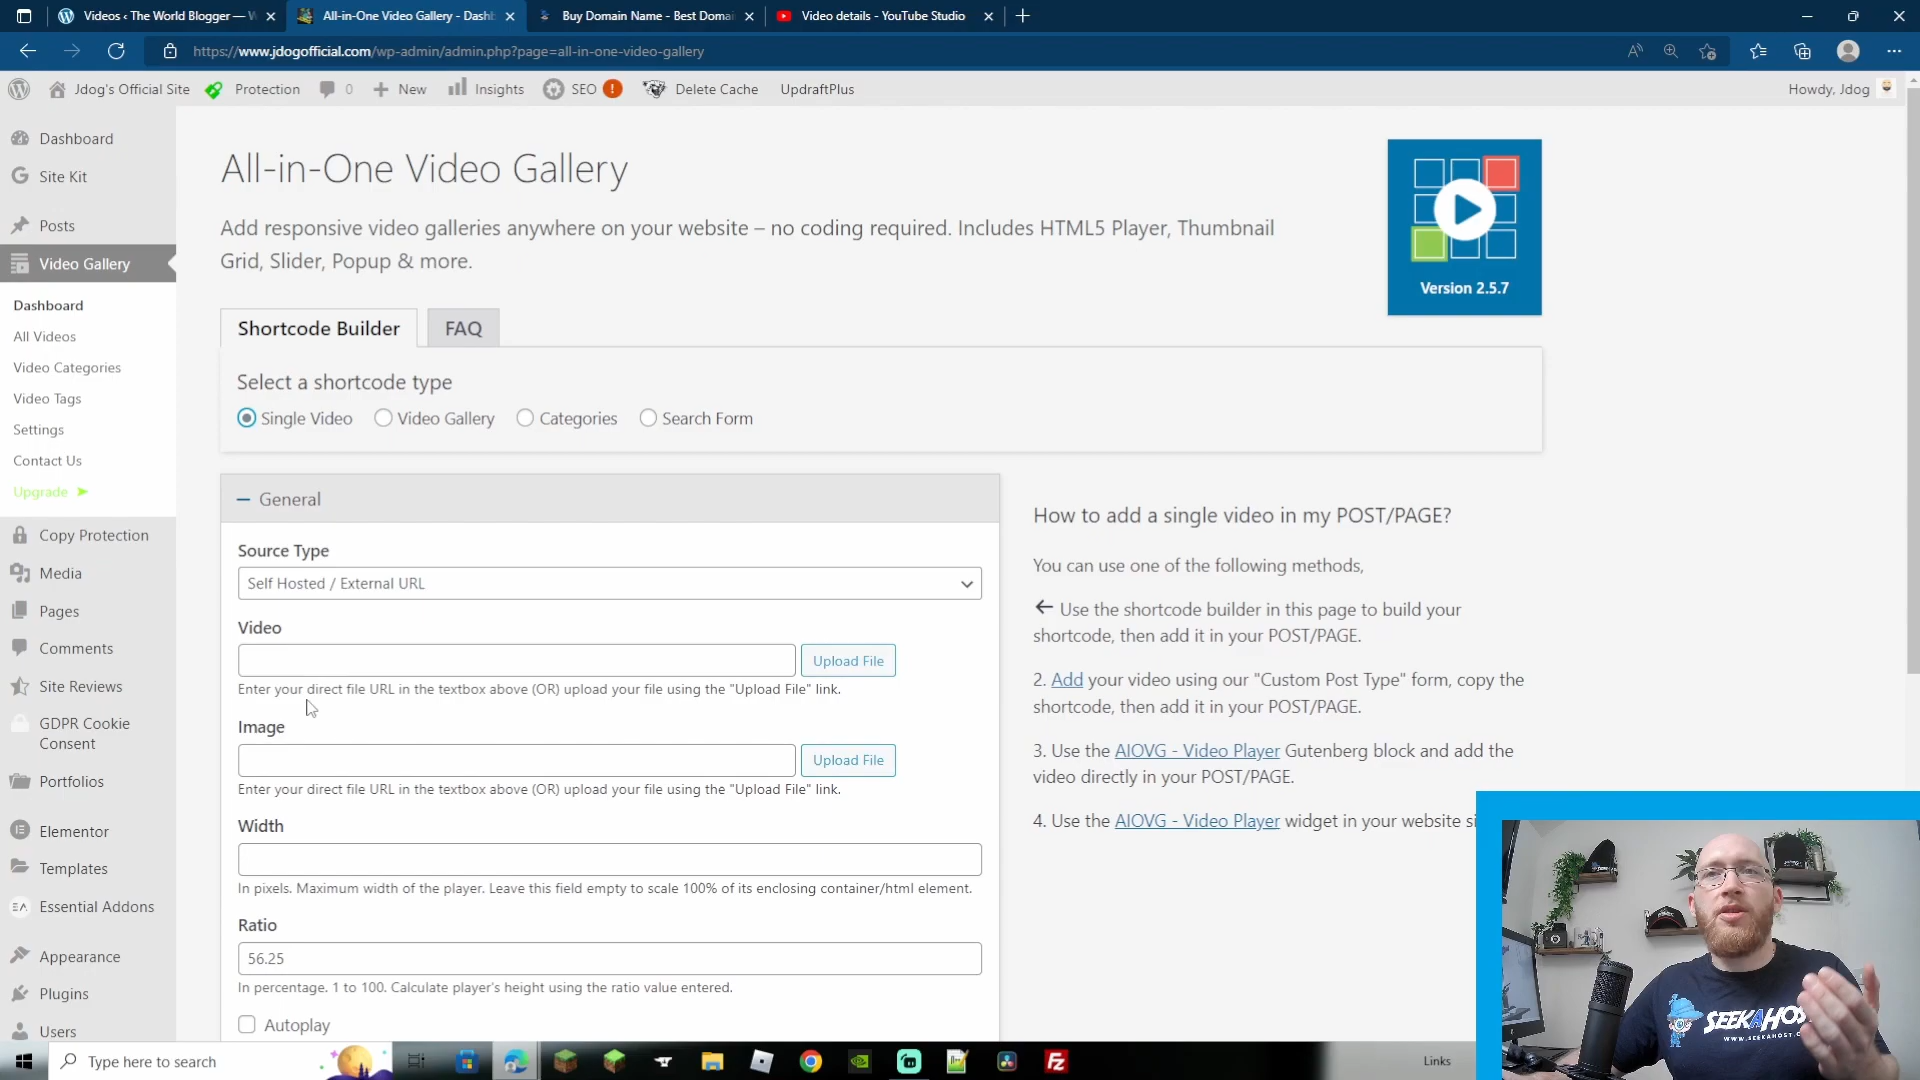 Videos ‹ The World Blogger — W
All-in-One Video Gallery - Dashb
Buy Domain Name - Best Domai
Video details - YouTube Studio
https://www.jdogofficial.com/wp-admin/admin.php?page=all-in-one-video-gallery
Jdog's Official Site
Protection
0
New
Insights
SEO
!
Delete Cache
UpdraftPlus
Howdy, Jdog
Dashboard
Site Kit
Posts
Video Gallery
Dashboard
All Videos
Video Categories
Video Tags
Settings
Contact Us
Upgrade ➤
Copy Protection
Media
Pages
Comments
Site Reviews
GDPR Cookie
Consent
Portfolios
Elementor
Templates
Essential Addons
Appearance
Plugins
Users
All-in-One Video Gallery
Add responsive video galleries anywhere on your website – no coding required. Includes HTML5 Player, Thumbnail
Grid, Slider, Popup & more.
Version 2.5.7
Shortcode Builder
FAQ
Select a shortcode type
Single Video
Video Gallery
Categories
Search Form
General
Source Type
Self Hosted / External URL
Video
Upload File
Enter your direct file URL in the textbox above (OR) upload your file using the "Upload File" link.
Image
Upload File
Enter your direct file URL in the textbox above (OR) upload your file using the "Upload File" link.
Width
In pixels. Maximum width of the player. Leave this field empty to scale 100% of its enclosing container/html element.
Ratio
56.25
In percentage. 1 to 100. Calculate player's height using the ratio value entered.
Autoplay
How to add a single video in my POST/PAGE?
You can use one of the following methods,
← Use the shortcode builder in this page to build your
shortcode, then add it in your POST/PAGE.
2. Add your video using our "Custom Post Type" form, copy the
shortcode, then add it in your POST/PAGE.
3. Use the AIOVG - Video Player Gutenberg block and add the
video directly in your POST/PAGE.
4. Use the AIOVG - Video Player widget in your website si
SEEKAHOS
WWW.SEEKAHOST.C
Type here to search
Links